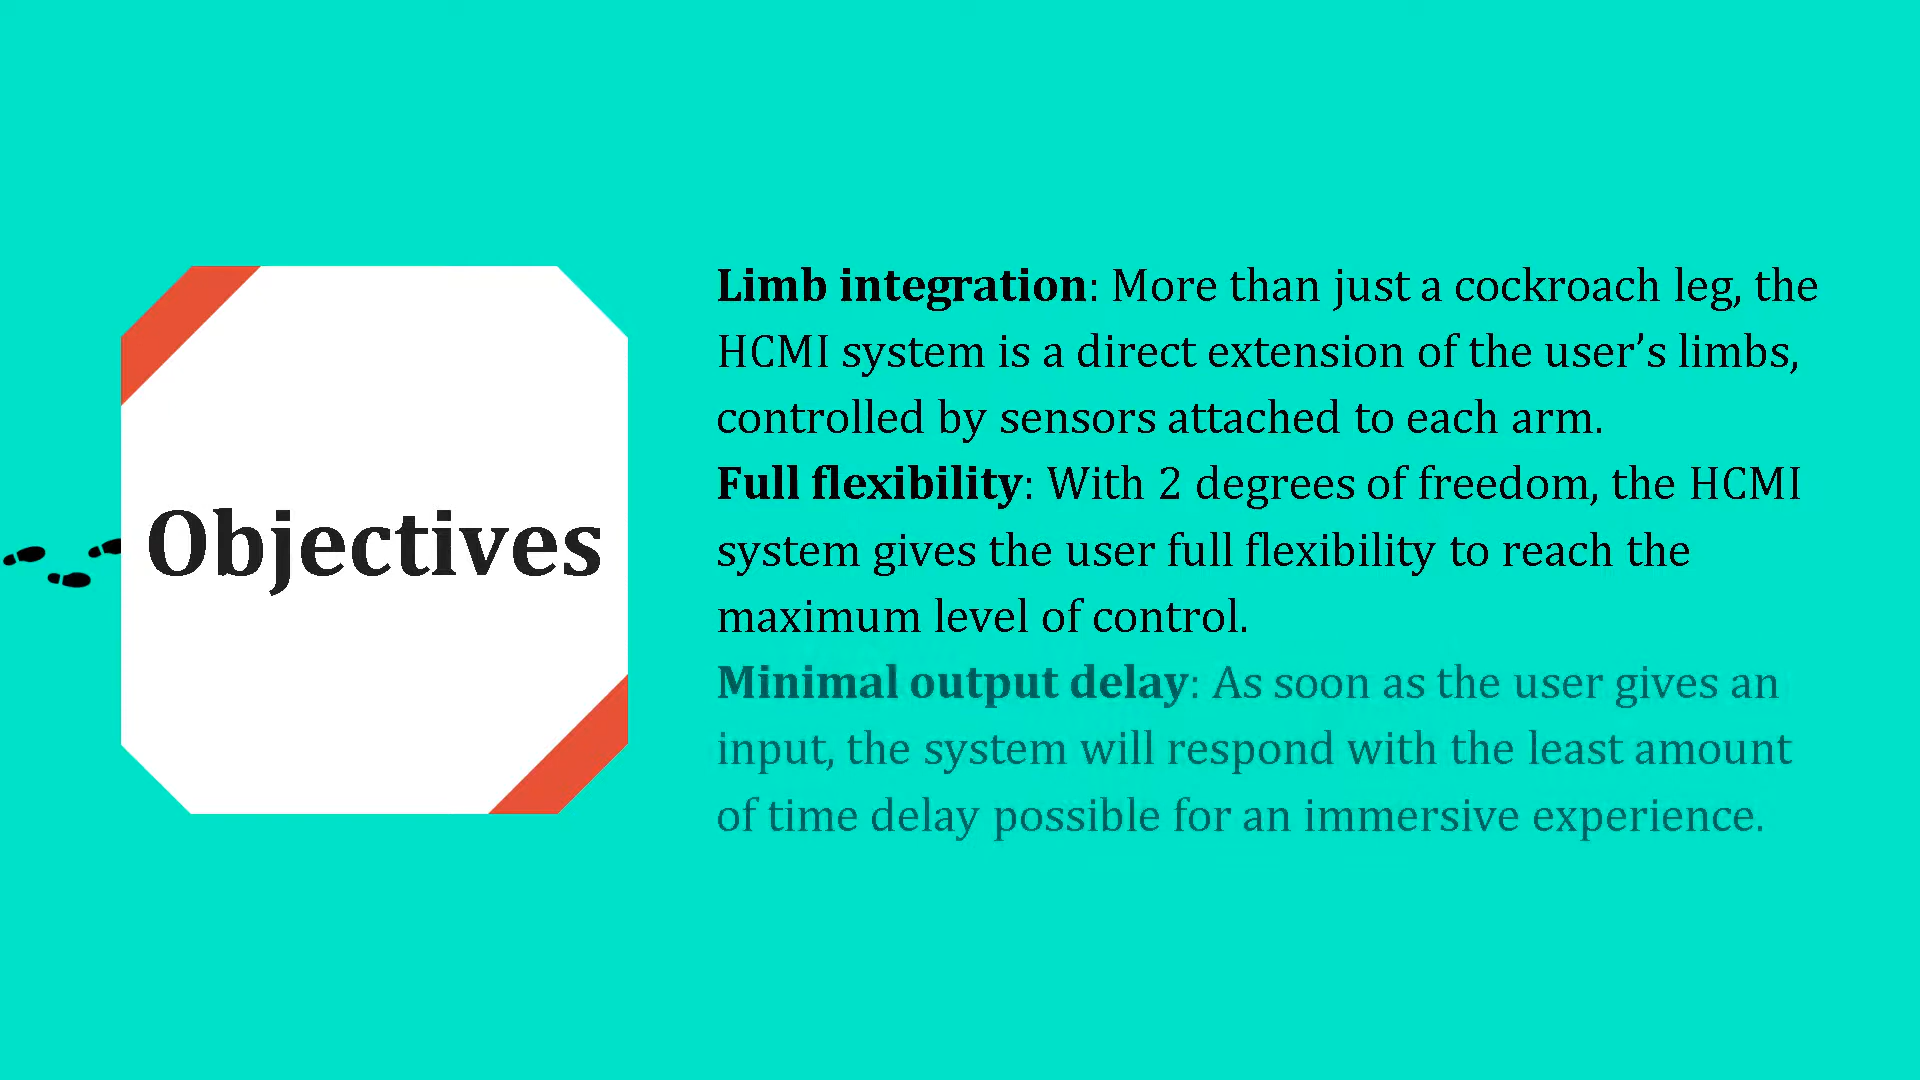 Objectives
Limb integration: More than just a cockroach leg, the
HCMI system is a direct extension of the user’s limbs,
controlled by sensors attached to each arm.
Full flexibility: With 2 degrees of freedom, the HCMI
system gives the user full flexibility to reach the
maximum level of control.
Minimal output delay: As soon as the user gives an
input, the system will respond with the least amount
of time delay possible for an immersive experience.